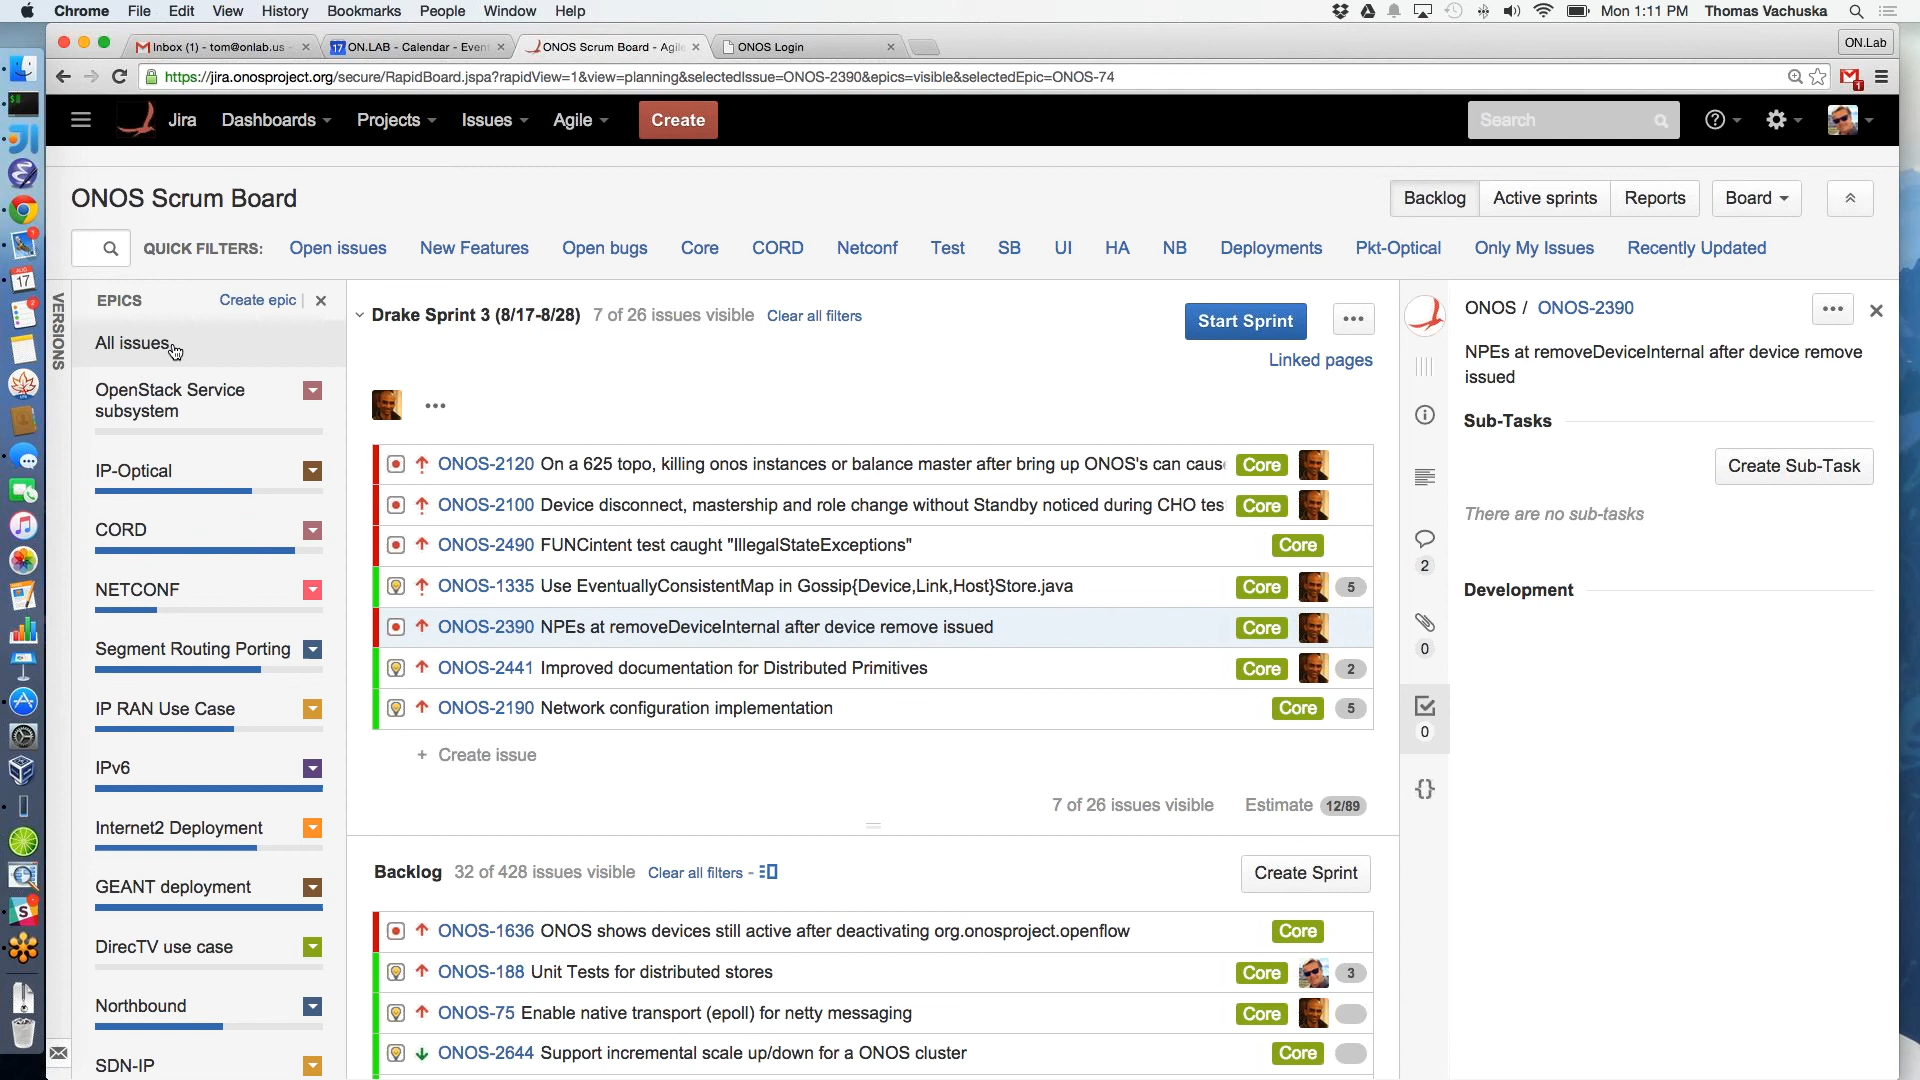 Chrome File Edit View History Bookmarks People Window Help Mon 1:11 PM Thomas Vachuska
Inbox (1) - tom@onlab.us - × 17 ON.LAB - Calendar - Even × ONOS Scrum Board - Agile × ONOS Login × ON.Lab
https://jira.onosproject.org/secure/RapidBoard.jspa?rapidView=1&view=planning&selectedIssue=ONOS-2390&epics=visible&selectedEpic=ONOS-74
Jira Dashboards Projects Issues Agile Create Search
ONOS Scrum Board
Backlog Active sprints Reports Board
QUICK FILTERS: Open issues New Features Open bugs Core CORD Netconf Test SB UI HA NB Deployments Pkt-Optical Only My Issues Recently Updated
VERSIONS
EPICS Create epic ×
All issues
OpenStack Service
subsystem
IP-Optical
CORD
NETCONF
Segment Routing Porting
IP RAN Use Case
IPv6
Internet2 Deployment
GEANT deployment
DirecTV use case
Northbound
SDN-IP
Drake Sprint 3 (8/17-8/28) 7 of 26 issues visible Clear all filters
Start Sprint •••
Linked pages
•••
ONOS-2120 On a 625 topo, killing onos instances or balance master after bring up ONOS's can caus Core
ONOS-2100 Device disconnect, mastership and role change without Standby noticed during CHO tes Core
ONOS-2490 FUNCintent test caught "IllegalStateExceptions" Core
ONOS-1335 Use EventuallyConsistentMap in Gossip{Device,Link,Host}Store.java Core 5
ONOS-2390 NPEs at removeDeviceInternal after device remove issued Core
ONOS-2441 Improved documentation for Distributed Primitives Core 2
ONOS-2190 Network configuration implementation Core 5
+ Create issue
7 of 26 issues visible Estimate 12/89
Backlog 32 of 428 issues visible Clear all filters -
Create Sprint
ONOS-1636 ONOS shows devices still active after deactivating org.onosproject.openflow Core
ONOS-188 Unit Tests for distributed stores Core 3
ONOS-75 Enable native transport (epoll) for netty messaging Core
ONOS-2644 Support incremental scale up/down for a ONOS cluster Core
ONOS / ONOS-2390 ••• ×
NPEs at removeDeviceInternal after device remove
issued
Sub-Tasks
Create Sub-Task
There are no sub-tasks
Development
2
0
0
{}
AUG
17